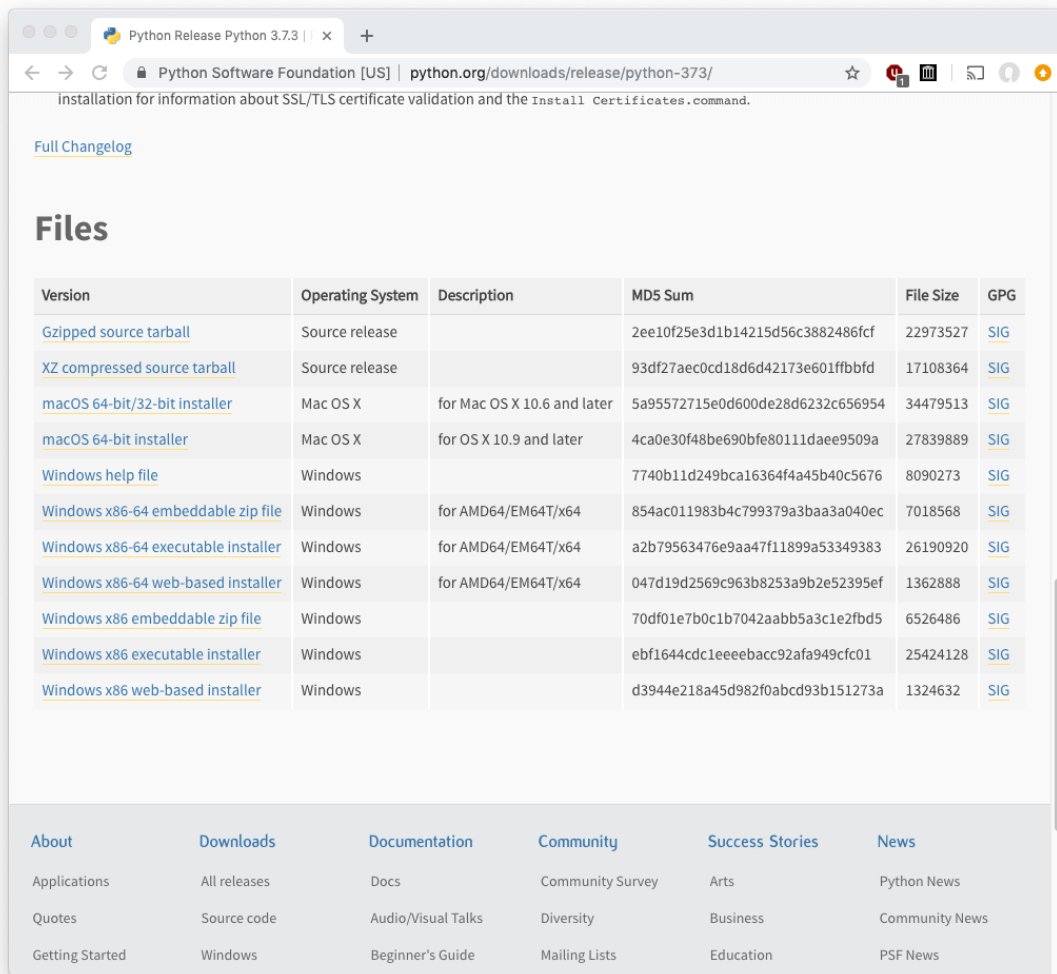 Python Release Python 3.7.3 |
Python Software Foundation [US] | python.org/downloads/release/python-373/
1
installation for information about SSL/TLS certificate validation and the Install Certificates.command.
Full Changelog
Files
Version Operating System Description MD5 Sum File Size GPG
Gzipped source tarball Source release 2ee10f25e3d1b14215d56c3882486fcf 22973527 SIG
XZ compressed source tarball Source release 93df27aec0cd18d6d42173e601ffbbfd 17108364 SIG
macOS 64-bit/32-bit installer Mac OS X for Mac OS X 10.6 and later 5a95572715e0d600de28d6232c656954 34479513 SIG
macOS 64-bit installer Mac OS X for OS X 10.9 and later 4ca0e30f48be690bfe80111daee9509a 27839889 SIG
Windows help file Windows 7740b11d249bca16364f4a45b40c5676 8090273 SIG
Windows x86-64 embeddable zip file Windows for AMD64/EM64T/x64 854ac011983b4c799379a3baa3a040ec 7018568 SIG
Windows x86-64 executable installer Windows for AMD64/EM64T/x64 a2b79563476e9aa47f11899a53349383 26190920 SIG
Windows x86-64 web-based installer Windows for AMD64/EM64T/x64 047d19d2569c963b8253a9b2e52395ef 1362888 SIG
Windows x86 embeddable zip file Windows 70df01e7b0c1b7042aabb5a3c1e2fbd5 6526486 SIG
Windows x86 executable installer Windows ebf1644cdc1eeeebacc92afa949cfc01 25424128 SIG
Windows x86 web-based installer Windows d3944e218a45d982f0abcd93b151273a 1324632 SIG
About Downloads Documentation Community Success Stories News
Applications All releases Docs Community Survey Arts Python News
Quotes Source code Audio/Visual Talks Diversity Business Community News
Getting Started Windows Beginner's Guide Mailing Lists Education PSF News